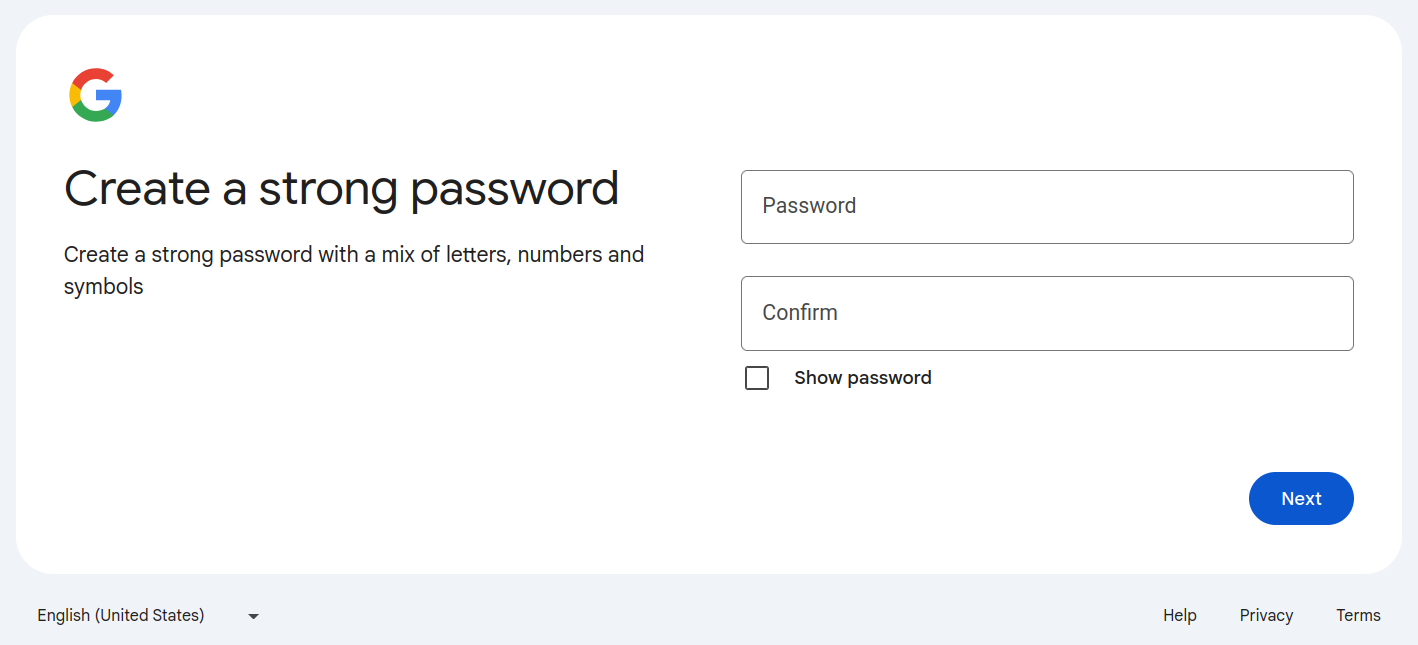 Create a strong password
Create a strong password with a mix of letters, numbers and
symbols
Password
Confirm
Show password
Next
English (United States)
Help
Privacy
Terms